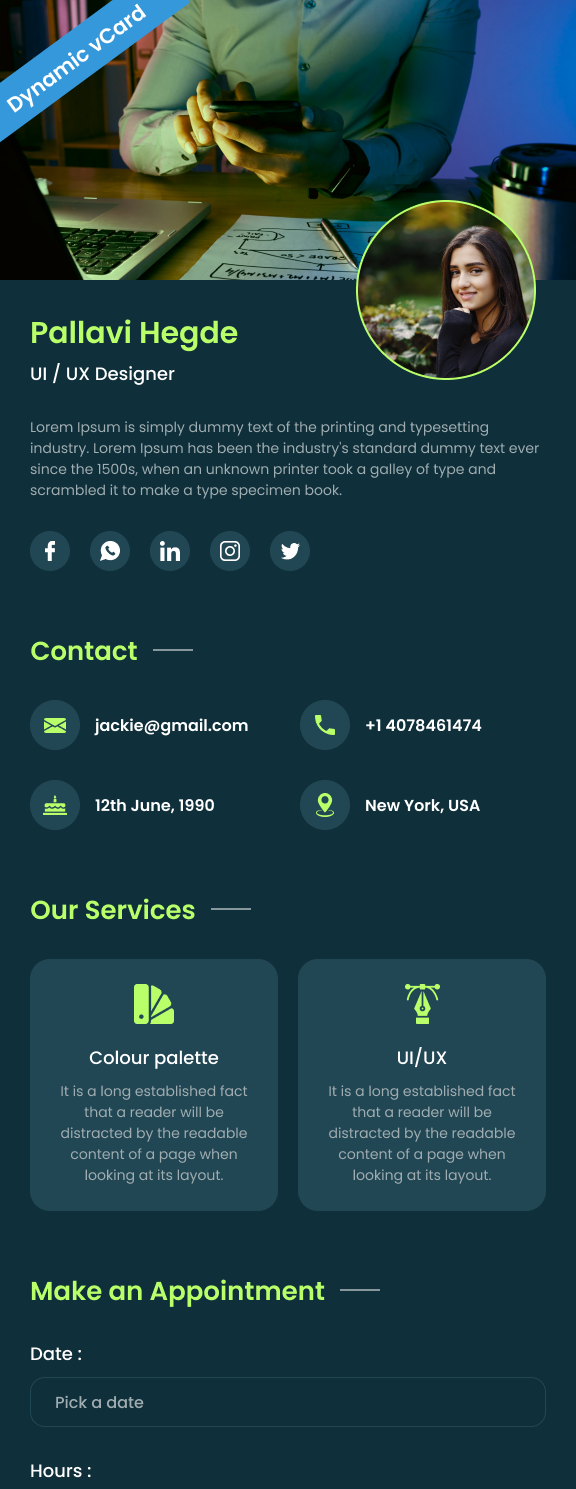 Dynamic vCard
Pallavi Hegde
UI / UX Designer
Lorem Ipsum is simply dummy text of the printing and typesetting
industry. Lorem Ipsum has been the industry's standard dummy text ever
since the 1500s, when an unknown printer took a galley of type and
scrambled it to make a type specimen book.
Contact
jackie@gmail.com
+1 4078461474
12th June, 1990
New York, USA
Our Services
Colour palette
It is a long established fact
that a reader will be
distracted by the readable
content of a page when
looking at its layout.
UI/UX
It is a long established fact
that a reader will be
distracted by the readable
content of a page when
looking at its layout.
Make an Appointment
Date :
Pick a date
Hours :